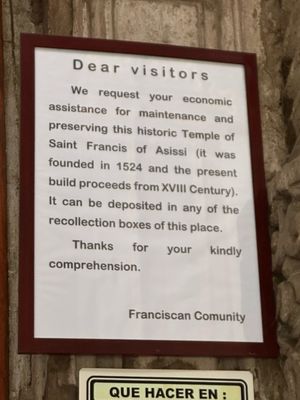 Dear visitors
We request your economic
assistance for maintenance and
preserving this historic Temple of
Saint Francis of Asissi (it was
founded in 1524 and the present
build proceeds from XVIII Century).
It can be deposited in any of the
recollection boxes of this place.
Thanks for your kindly
comprehension.
Franciscan Comunity
QUE HACER EN :